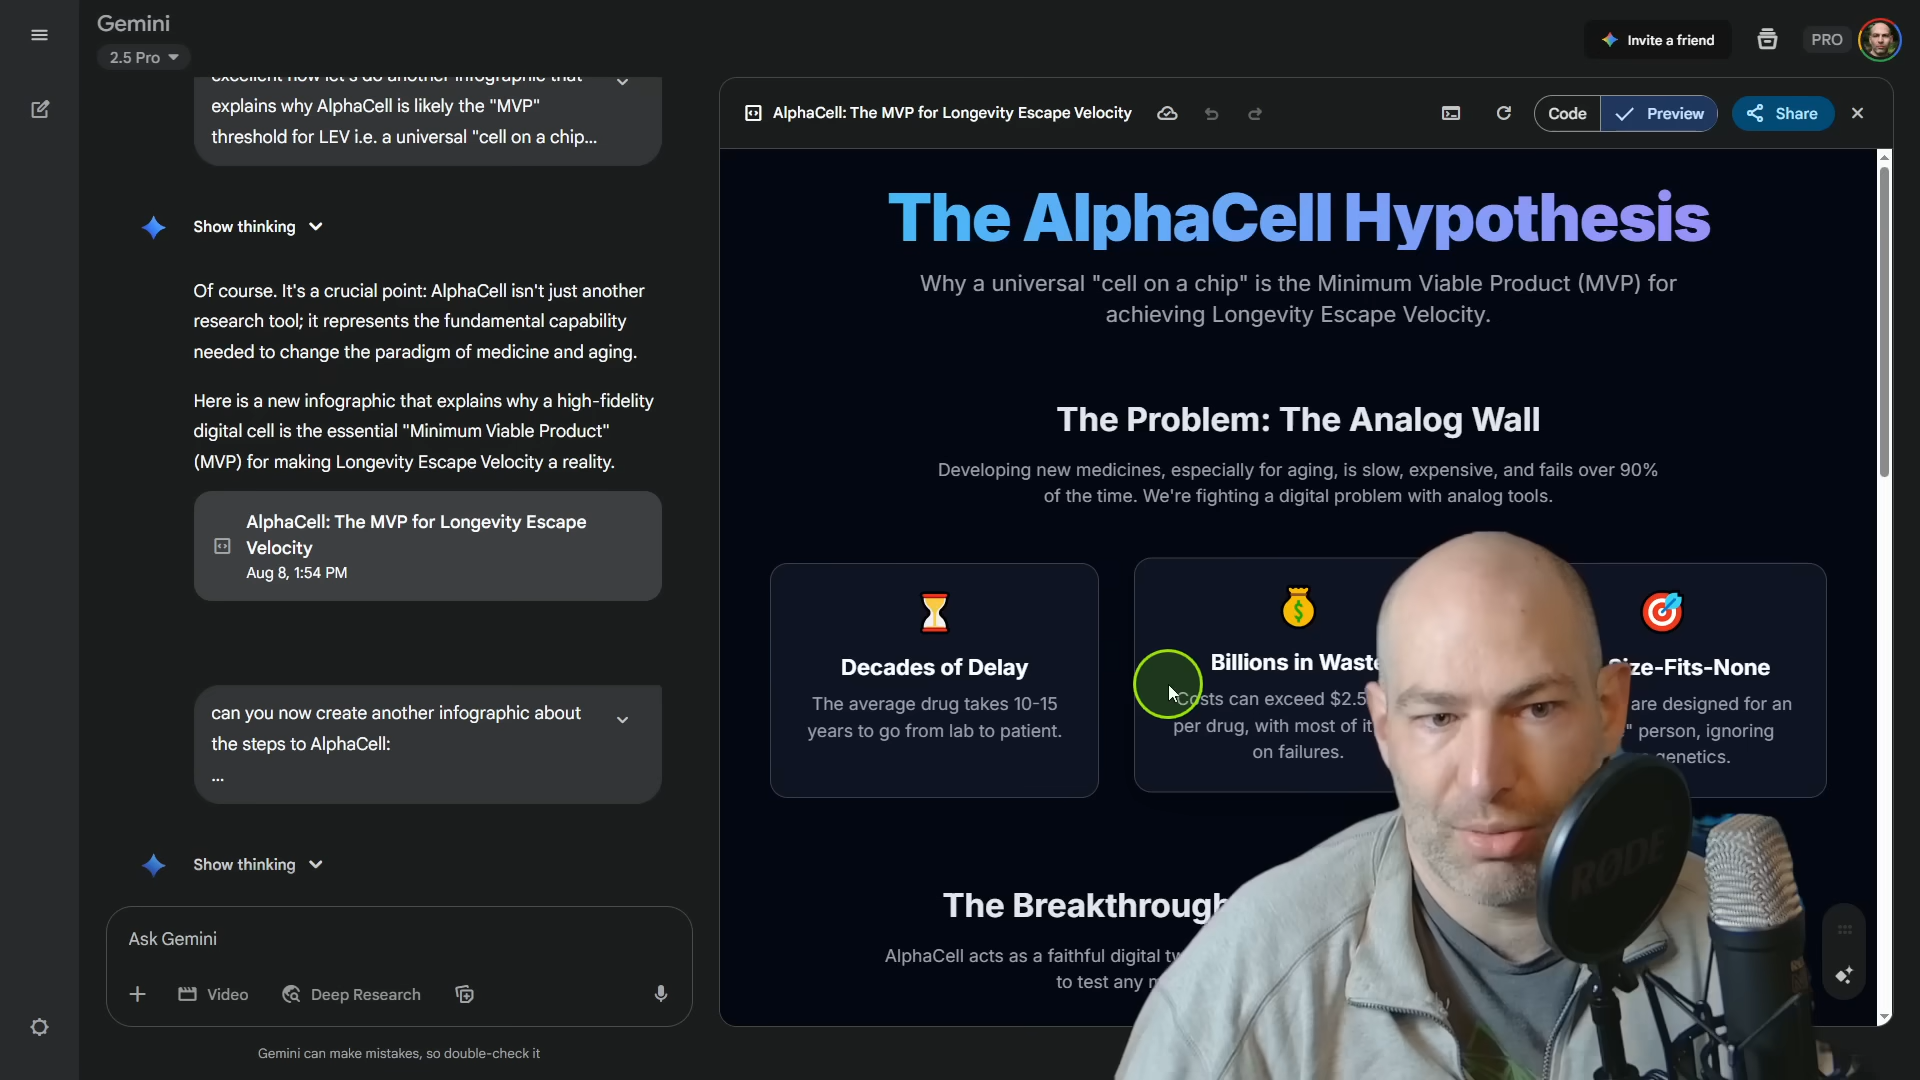 Gemini
2.5 Pro
Invite a friend
PRO
explains why AlphaCell is likely the "MVP"
threshold for LEV i.e. a universal "cell on a chip...
Show thinking
Of course. It's a crucial point: AlphaCell isn't just another
research tool; it represents the fundamental capability
needed to change the paradigm of medicine and aging.
Here is a new infographic that explains why a high-fidelity
digital cell is the essential "Minimum Viable Product"
(MVP) for making Longevity Escape Velocity a reality.
AlphaCell: The MVP for Longevity Escape
Velocity
Aug 8, 1:54 PM
can you now create another infographic about
the steps to AlphaCell:
...
Show thinking
Ask Gemini
Video
Deep Research
Gemini can make mistakes, so double-check it
AlphaCell: The MVP for Longevity Escape Velocity
Code
Preview
Share
The AlphaCell Hypothesis
Why a universal "cell on a chip" is the Minimum Viable Product (MVP) for
achieving Longevity Escape Velocity.
The Problem: The Analog Wall
Developing new medicines, especially for aging, is slow, expensive, and fails over 90%
of the time. We're fighting a digital problem with analog tools.
Decades of Delay
The average drug takes 10-15
years to go from lab to patient.
Billions in Waste
Costs can exceed $2.5
per drug, with most of it
on failures.
Size-Fits-None
are designed for an
" person, ignoring
genetics.
The Breakthrough
AlphaCell acts as a faithful digital
to test any
RØDE